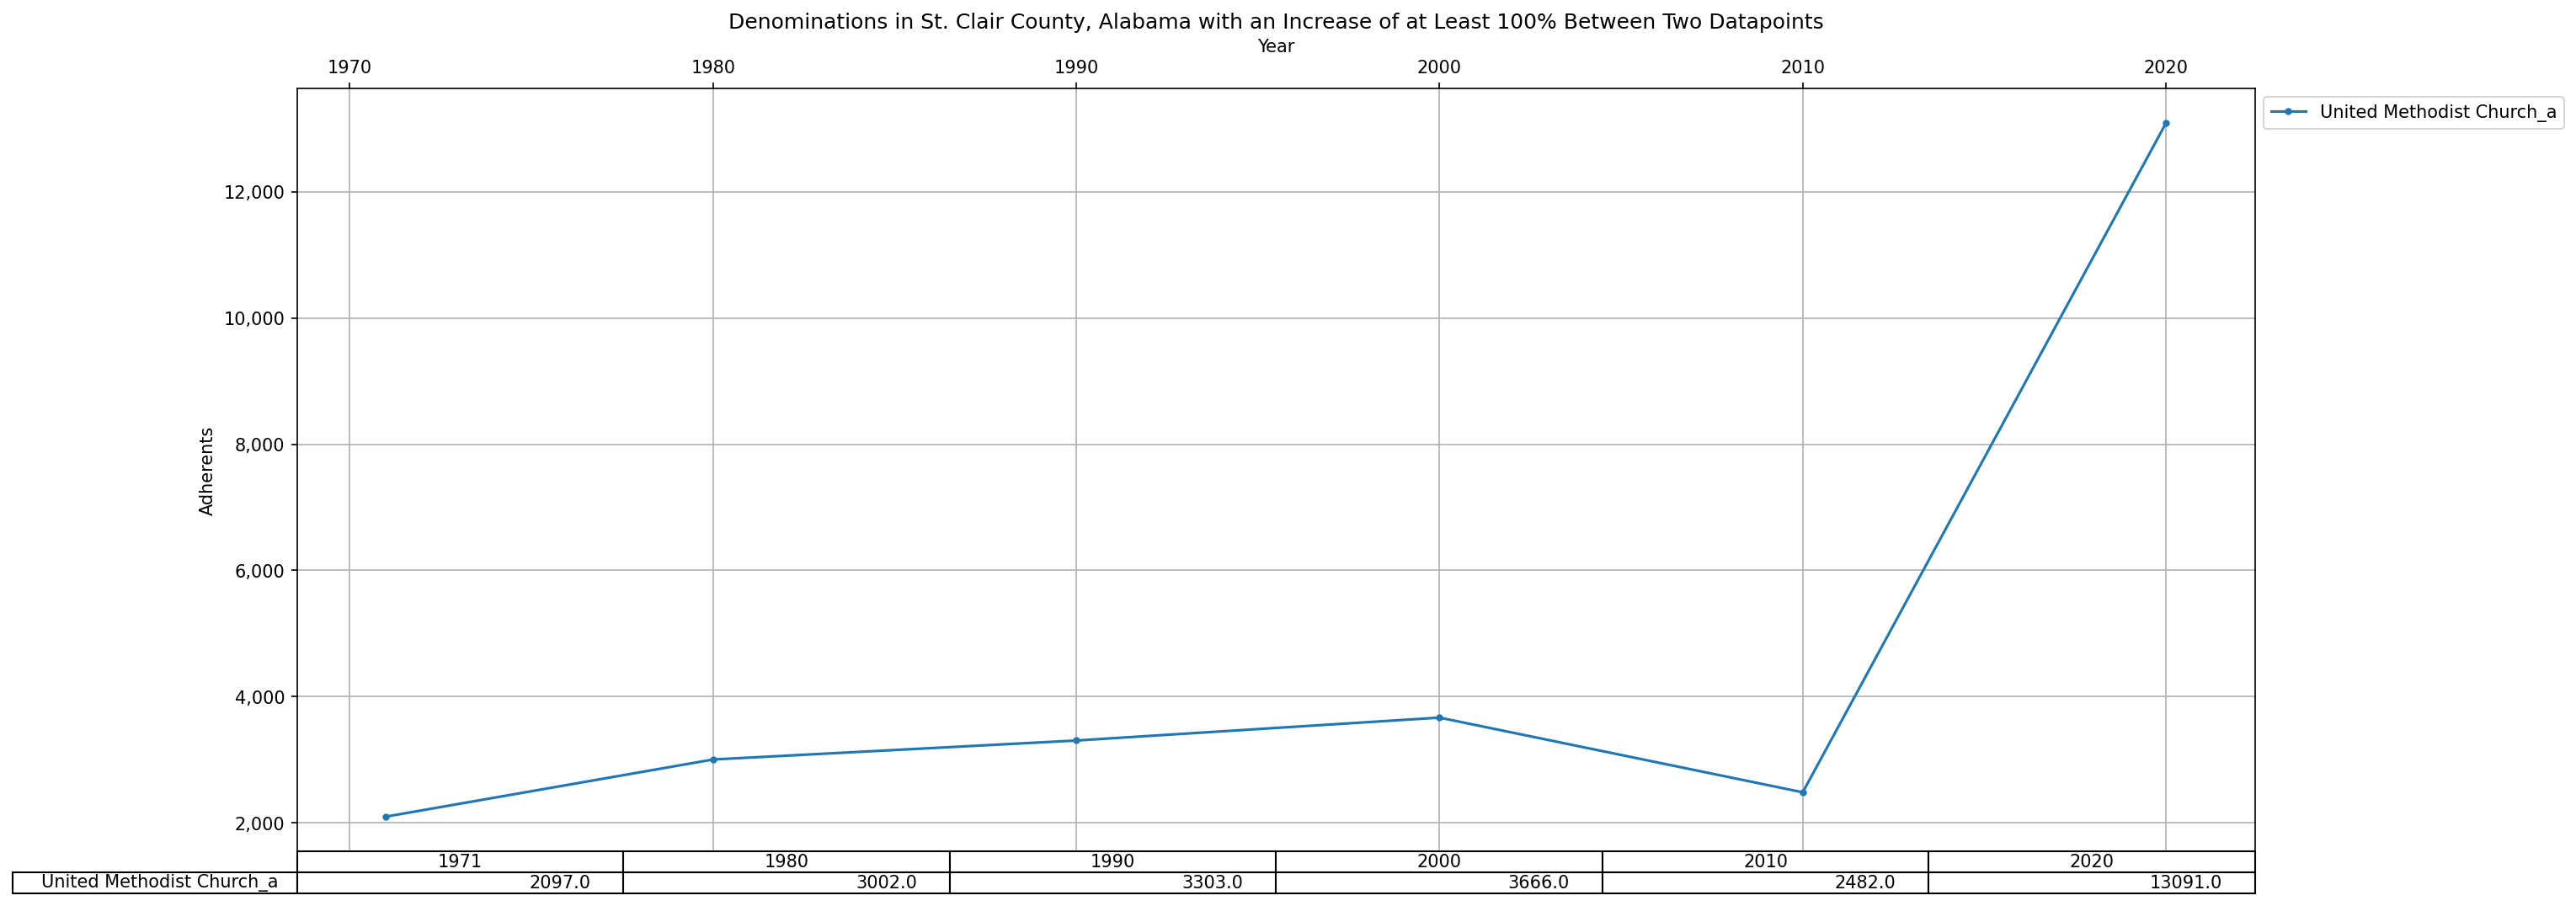 Denominations in St. Clair County, Alabama with an Increase of at Least 100% Between Two Datapoints
Year
1970 1980 1990 2000 2010 2020
United Methodist Church_a
12,000
10,000
8,000
Adherents
6,000
4,000
2,000
1971 1980 1990 2000 2010 2020
United Methodist Church_a 2097.0 3002.0 3303.0 3666.0 2482.0 13091.0